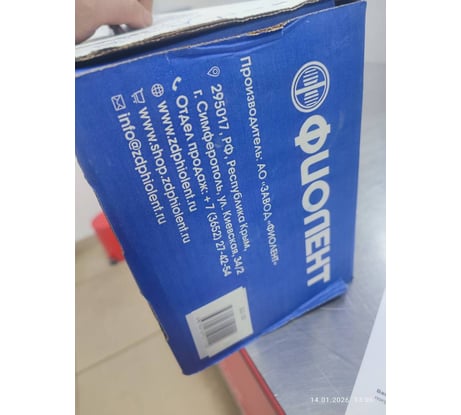 ФИОЛЕНТ
Производитель: АО «ЗАВОД «ФИОЛЕНТ»
295017, РФ, Республика Крым,
г. Симферополь, ул. Киевская, 34/2
Отдел продаж: +7 (3652) 27-42-54
www.zdphiolent.ru
www.shop.zdphiolent.ru
info@zdphiolent.ru
14.01.2026